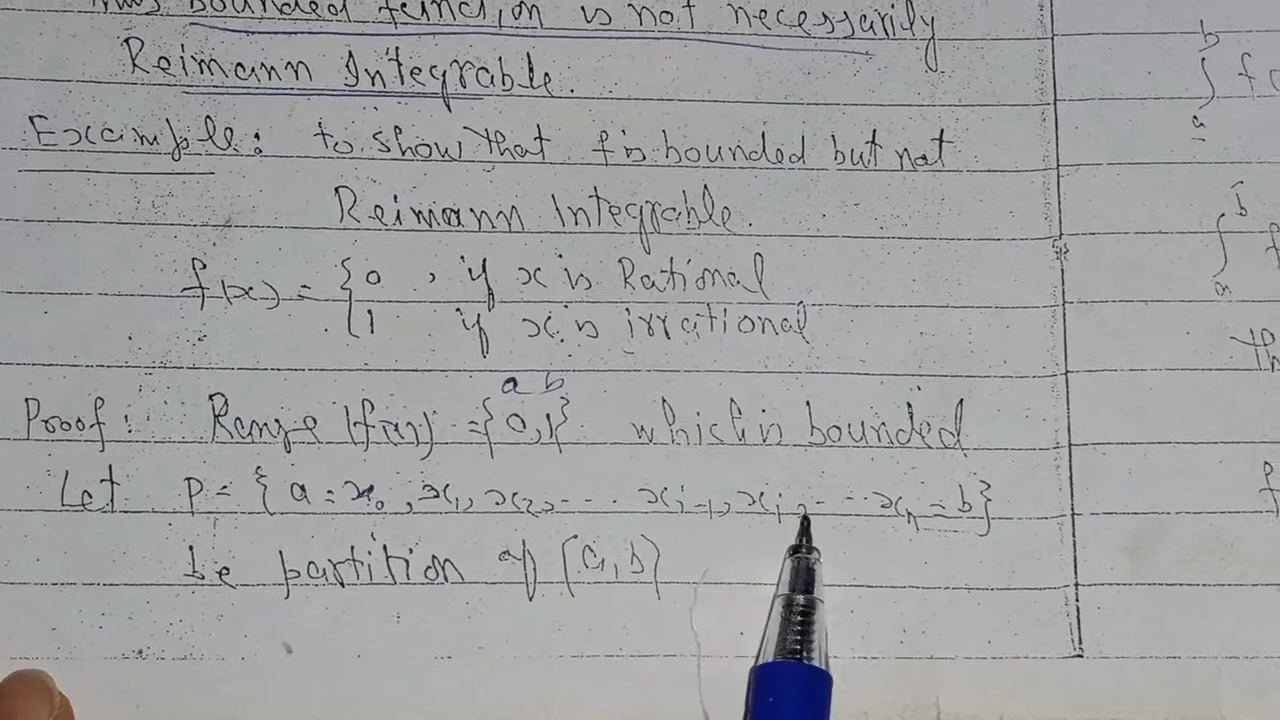 thus bounded function is not necessarily
Reimann Integrable.
Example: to show that f is bounded but not
Reimann Integrable.
f(x) = { 0 , if x is Rational
1 if x is irrational
a b
Proof: Range (f(x)) = {0,1} which is bounded
Let P = { a = x₀, x₁, x₂, --- xᵢ₋₁, xᵢ, --- xₙ = b}
be partition of [a, b]
b
∫ f
a
b
∫ f
a
th
f